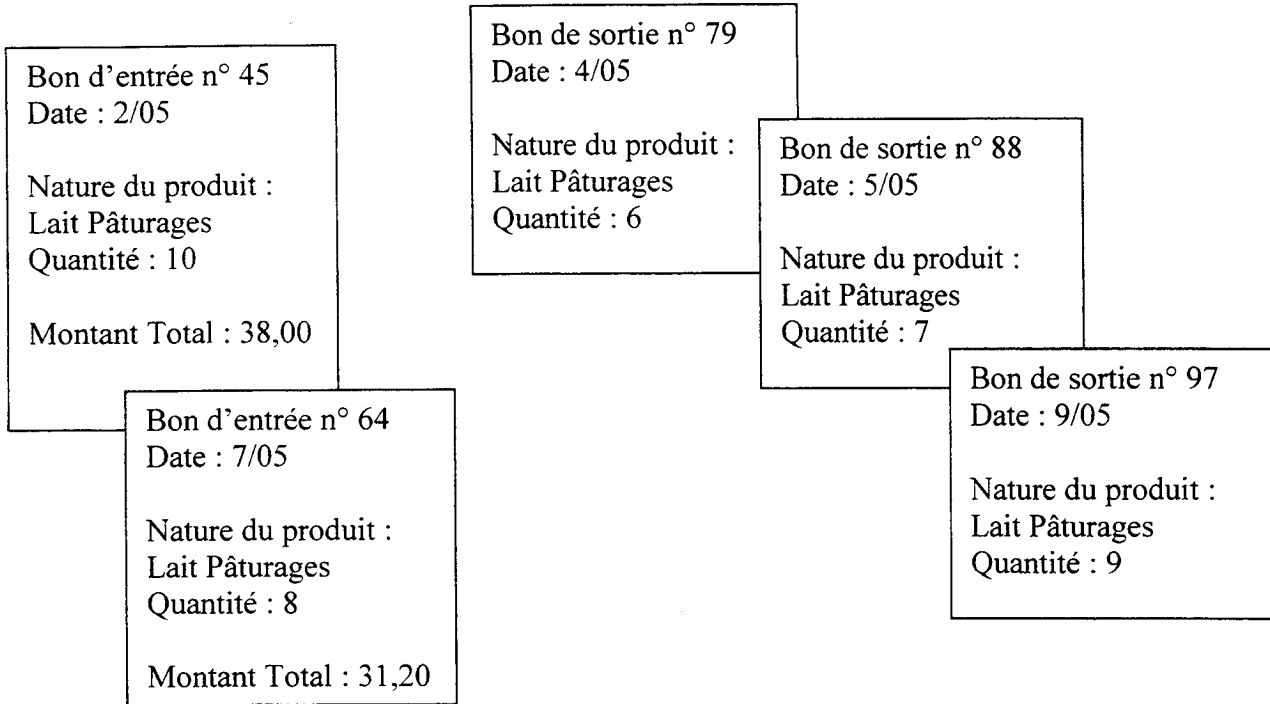 Bon d'entrée n° 45
Date : 2/05
Nature du produit :
Lait Pâturages
Quantité : 10
Montant Total : 38,00
Bon d'entrée n° 64
Date : 7/05
Nature du produit :
Lait Pâturages
Quantité : 8
Montant Total : 31,20
Bon de sortie n° 79
Date : 4/05
Nature du produit :
Lait Pâturages
Quantité : 6
Bon de sortie n° 88
Date : 5/05
Nature du produit :
Lait Pâturages
Quantité : 7
Bon de sortie n° 97
Date : 9/05
Nature du produit :
Lait Pâturages
Quantité : 9